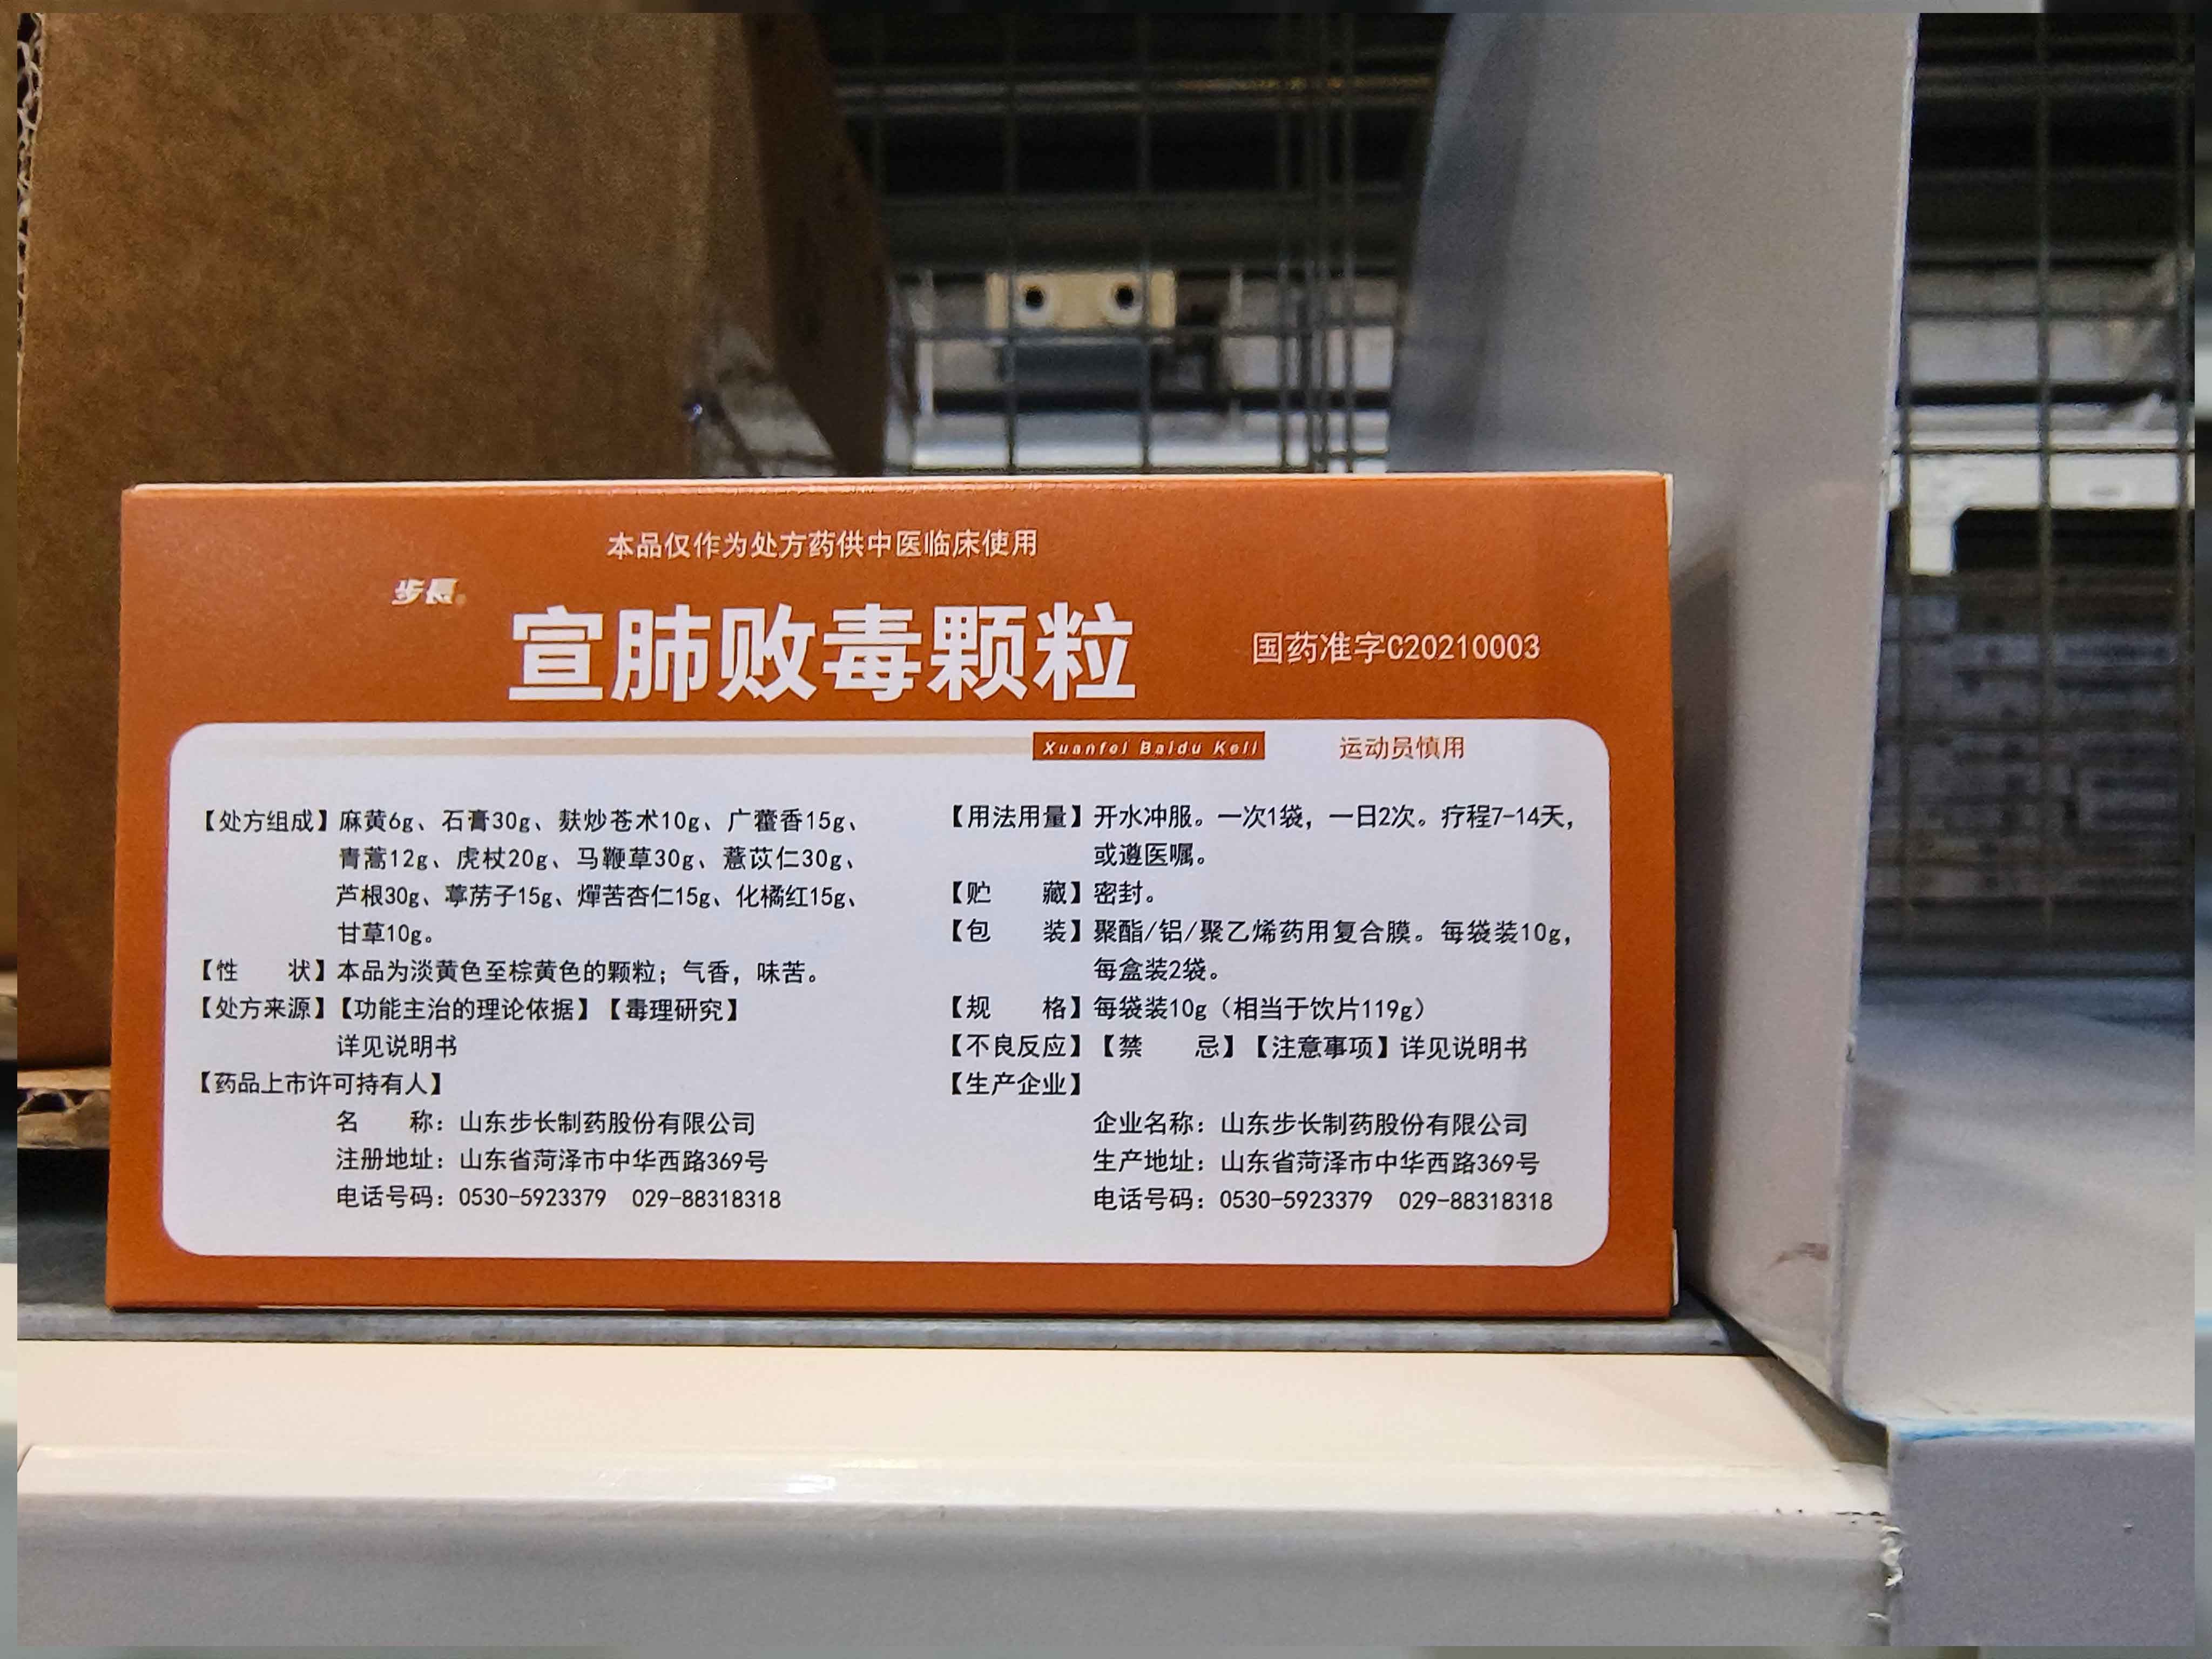 本品仅作为处方药供中医临床使用
步長®
宣肺败毒颗粒
国药准字C20210003
Xuanfei Baidu Keli
运动员慎用
【处方组成】麻黄6g、石膏30g、麸炒苍术10g、广藿香15g、
青蒿12g、虎杖20g、马鞭草30g、薏苡仁30g、
芦根30g、葶苈子15g、燀苦杏仁15g、化橘红15g、
甘草10g。
【性　　状】本品为淡黄色至棕黄色的颗粒；气香，味苦。
【处方来源】【功能主治的理论依据】【毒理研究】
详见说明书
【药品上市许可持有人】
名　　称：山东步长制药股份有限公司
注册地址：山东省菏泽市中华西路369号
电话号码：0530-5923379　029-88318318
【用法用量】开水冲服。一次1袋，一日2次。疗程7-14天，
或遵医嘱。
【贮　　藏】密封。
【包　　装】聚酯/铝/聚乙烯药用复合膜。每袋装10g，
每盒装2袋。
【规　　格】每袋装10g（相当于饮片119g）
【不良反应】【禁　　忌】【注意事项】详见说明书
【生产企业】
企业名称：山东步长制药股份有限公司
生产地址：山东省菏泽市中华西路369号
电话号码：0530-5923379　029-88318318